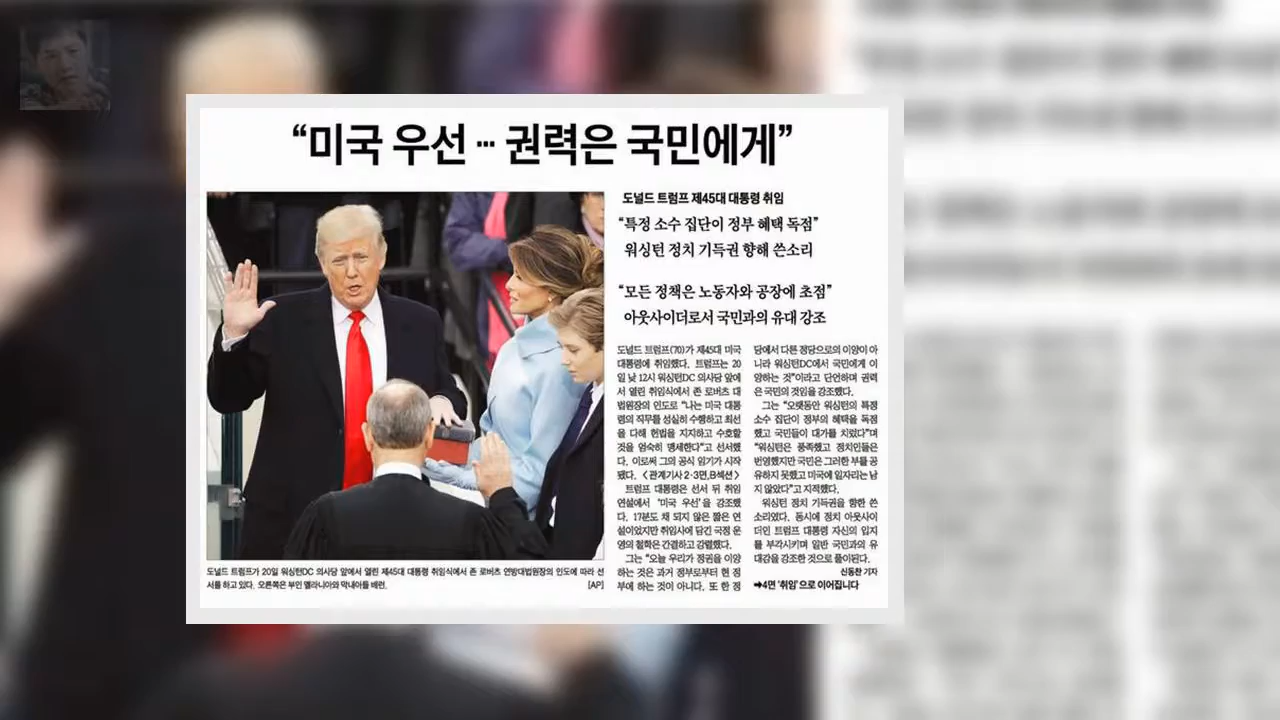 “미국 우선 … 권력은 국민에게”
도널드 트럼프 제45대 대통령 취임
“특정 소수 집단이 정부 혜택 독점”
워싱턴 정치 기득권 향해 쓴소리
“모든 정책은 노동자와 공장에 초점”
아웃사이더로서 국민과의 유대 강조
도널드 트럼프(70)가 제45대 미국
대통령에 취임했다. 트럼프는 20
일 낮 12시 워싱턴DC 의사당 앞에
서 열린 취임식에서 존 로버츠 대
법원장의 인도로 “나는 미국 대통
령의 직무를 성실히 수행하고 최선
을 다해 헌법을 지지하고 수호할
것을 엄숙히 맹세한다”고 선서했
다. 이로써 그의 공식 임기가 시작
됐다. <관계기사 2·3면, B섹션>
트럼프 대통령은 선서 뒤 취임
연설에서 ‘미국 우선’을 강조했
다. 17분도 채 되지 않은 짧은 연
설이었지만 취임사에 담긴 국정 운
영의 철학은 간결하고 강렬했다.
그는 “오늘 우리가 정권을 이양
하는 것은 과거 정부로부터 현 정
부에 하는 것이 아니다. 또 한 정
당에서 다른 정당으로의 이양이 아
니라 워싱턴DC에서 국민에게 이
양하는 것”이라고 단언하며 권력
은 국민의 것임을 강조했다.
그는 “오랫동안 워싱턴의 특정
소수 집단이 정부의 혜택을 독점
했고 국민들이 대가를 치렀다”며
“워싱턴은 풍족했고 정치인들은
번영했지만 국민은 그러한 부를 공
유하지 못했고 미국에 일자리는 남
지 않았다”고 지적했다.
워싱턴 정치 기득권을 향한 쓴
소리였다. 동시에 정치 아웃사이
더인 트럼프 대통령 자신의 입지
를 부각시키며 일반 국민과의 유
대감을 강조한 것으로 풀이된다.
신동찬 기자
➡4면 ‘취임’으로 이어집니다
도널드 트럼프가 20일 워싱턴DC 의사당 앞에서 열린 제45대 대통령 취임식에서 존 로버츠 연방대법원장의 인도에 따라 선
서를 하고 있다. 오른쪽은 부인 멜라니아와 막내아들 배런. [AP]